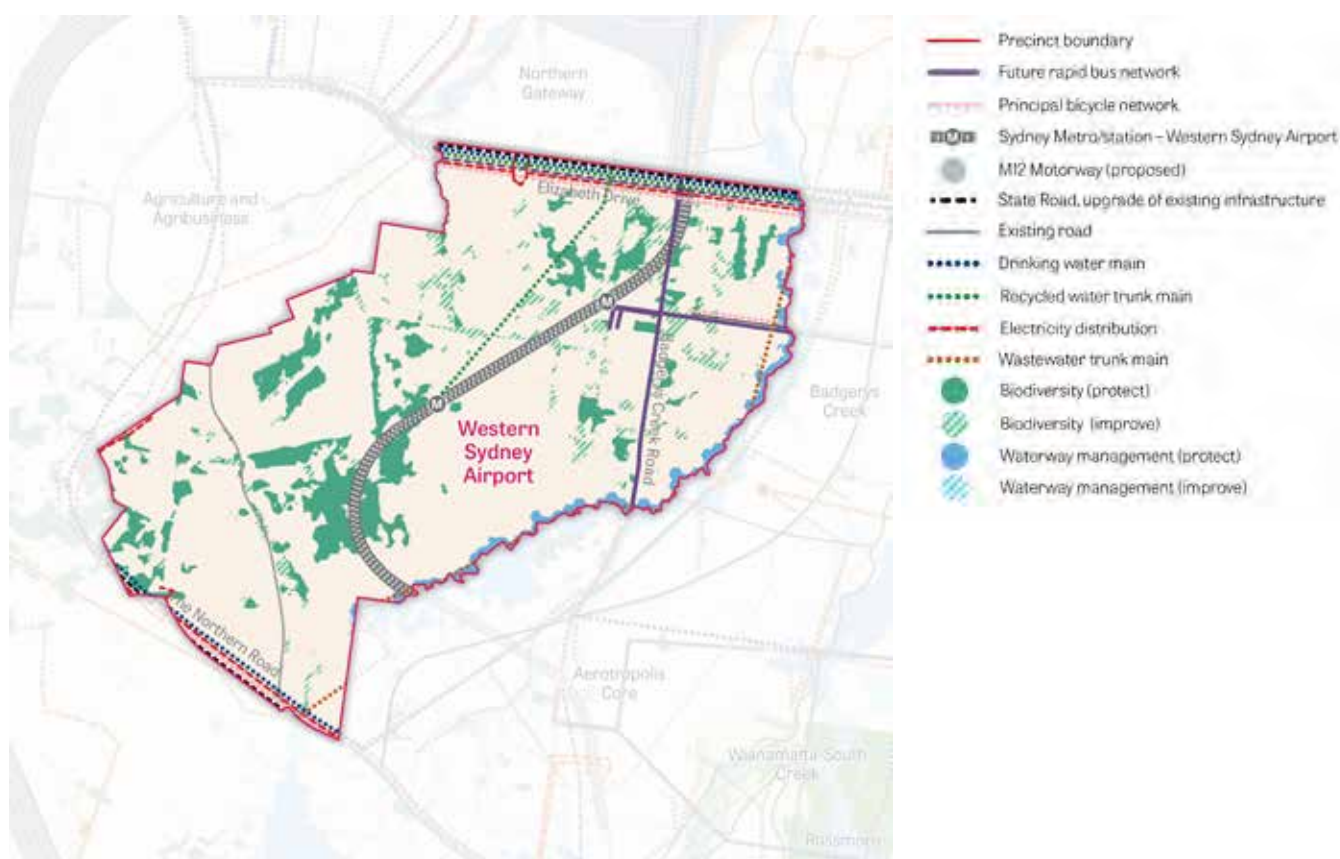 Northern
Gateway
Agriculture and
Agribusiness
Elizabeth Drive
Badgerys Creek Road
Badgerys
Creek
Western
Sydney
Airport
The Northern Road
Aerotropolis
Core
Wianamatta-South
Creek
Rossmore
M
M
Precinct boundary
Future rapid bus network
Principal bicycle network
M Sydney Metro/station – Western Sydney Airport
M12 Motorway (proposed)
State Road, upgrade of existing infrastructure
Existing road
Drinking water main
Recycled water trunk main
Electricity distribution
Wastewater trunk main
Biodiversity (protect)
Biodiversity (improve)
Waterway management (protect)
Waterway management (improve)